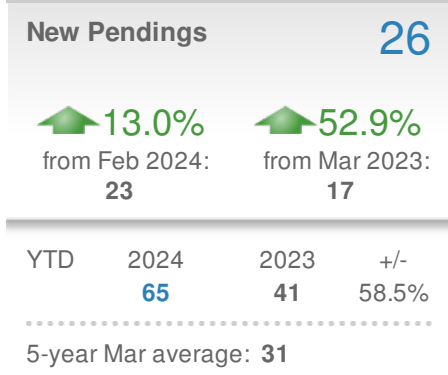 New Pendings 26
13.0% 52.9%
from Feb 2024: from Mar 2023:
23 17
YTD 2024 2023 +/-
65 41 58.5%
5-year Mar average: 31